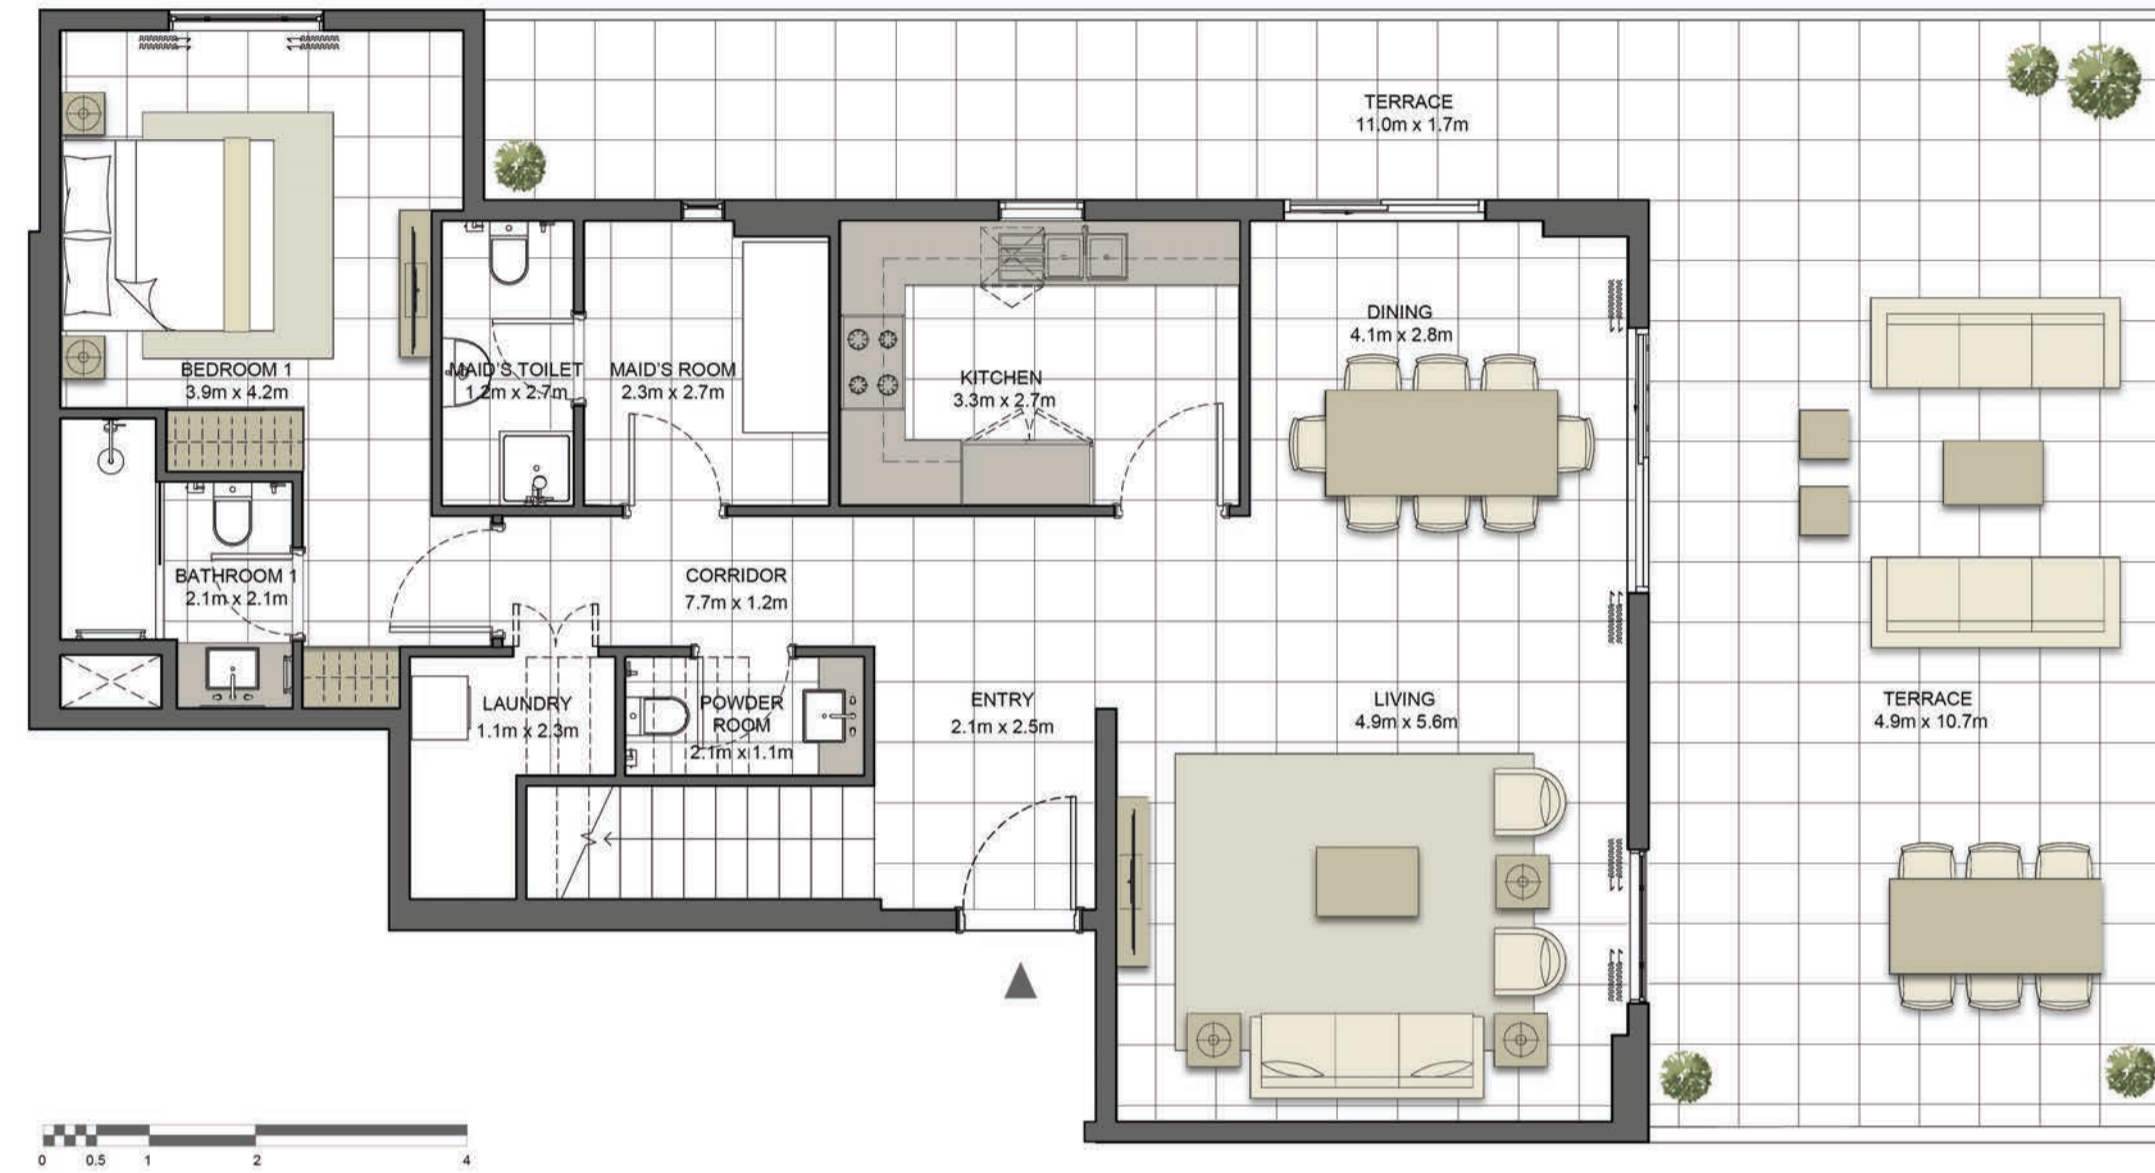 TERRACE
11.0m x 1.7m
DINING
4.1m x 2.8m
BEDROOM 1
3.9m x 4.2m
MAID'S TOILET
1.2m x 2.7m
MAID'S ROOM
2.3m x 2.7m
KITCHEN
3.3m x 2.7m
BATHROOM 1
2.1m x 2.1m
CORRIDOR
7.7m x 1.2m
LAUNDRY
1.1m x 2.3m
POWDER
ROOM
2.1m x 1.1m
ENTRY
2.1m x 2.5m
LIVING
4.9m x 5.6m
TERRACE
4.9m x 10.7m
0 0.5 1 2 4